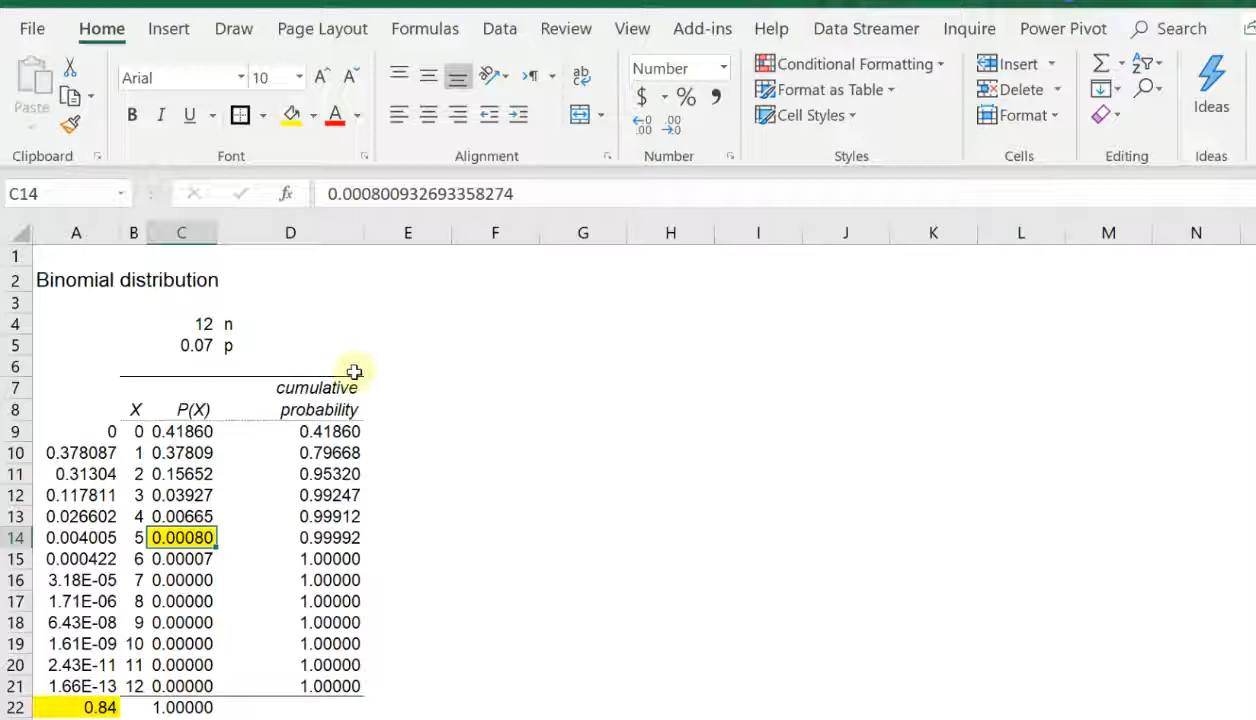 File Home Insert Draw Page Layout Formulas Data Review View Add-ins Help Data Streamer Inquire Power Pivot Search
Arial 10 A A ab Number Conditional Formatting Insert Σ
Paste Format as Table Delete Ideas
B I U A $ % Cell Styles Format
Clipboard Font Alignment Number Styles Cells Editing Ideas
C14 fx 0.000800932693358274
A B C D E F G H I J K L M N
1
2 Binomial distribution
3
4 12 n
5 0.07 p
6
7 cumulative
8 X P(X) probability
9 0 0 0.41860 0.41860
10 0.378087 1 0.37809 0.79668
11 0.31304 2 0.15652 0.95320
12 0.117811 3 0.03927 0.99247
13 0.026602 4 0.00665 0.99912
14 0.004005 5 0.00080 0.99992
15 0.000422 6 0.00007 1.00000
16 3.18E-05 7 0.00000 1.00000
17 1.71E-06 8 0.00000 1.00000
18 6.43E-08 9 0.00000 1.00000
19 1.61E-09 10 0.00000 1.00000
20 2.43E-11 11 0.00000 1.00000
21 1.66E-13 12 0.00000 1.00000
22 0.84 1.00000